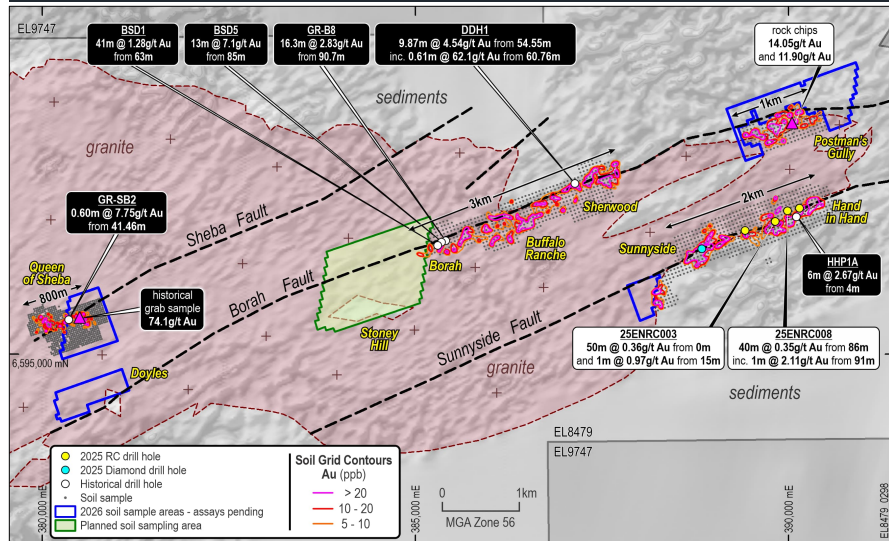 EL9747
BSD1
41m @ 1.28g/t Au
from 63m
BSD5
13m @ 7.1g/t Au
from 85m
GR-B8
16.3m @ 2.83g/t Au
from 90.7m
DDH1
9.87m @ 4.54g/t Au from 54.55m
inc. 0.61m @ 62.1g/t Au from 60.76m
rock chips
14.05g/t Au
and 11.90g/t Au
sediments
1km
granite
Postman's
Gully
3km
2km
GR-SB2
0.60m @ 7.75g/t Au
from 41.46m
Sheba Fault
Sherwood
Hand
in Hand
Buffalo
Ranche
Sunnyside
Borah
Queen
of Sheba
800m
Borah Fault
HHP1A
6m @ 2.67g/t Au
from 4m
historical
grab sample
74.1g/t Au
Stoney
Hill
Sunnyside Fault
25ENRC003
50m @ 0.36g/t Au from 0m
and 1m @ 0.97g/t Au from 15m
25ENRC008
40m @ 0.35g/t Au from 86m
inc. 1m @ 2.11g/t Au from 91m
6,595,000 mN
Doyles
granite
sediments
EL8479
EL9747
2025 RC drill hole
2025 Diamond drill hole
Historical drill hole
Soil sample
2026 soil sample areas - assays pending
Planned soil sampling area
Soil Grid Contours
Au (ppb)
> 20
10 - 20
5 - 10
0 1km
MGA Zone 56
380,000 mE
385,000 mE
390,000 mE
EL8479_0298